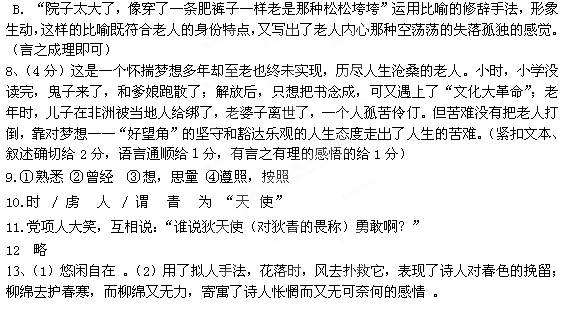 B．“院子太大了，像穿了一条肥裤子一样老是那种松松垮垮”运用比喻的修辞手法，形象
生动，这样的比喻既符合老人的身份特点，又写出了老人内心那种空荡荡的失落孤独的感觉。
（言之成理即可）
8、（4分）这是一个怀揣梦想多年却至老也终未实现，历尽人生沧桑的老人。小时，小学没
读完，鬼子来了，和爹娘跑散了；解放后，只想把书念成，可又遇上了“文化大革命”；老
年时，儿子在非洲被当地人给绑了，老婆子离世了，一个人孤苦伶仃。但苦难没有把老人打
倒，靠对梦想一一“好望角”的坚守和豁达乐观的人生态度走出了人生的苦难。（紧扣文本、
叙述确切给2分，语言通顺给1分，有言之有理的感悟的给1分）
9.①熟悉 ②曾经 ③想，思量 ④遵照，按照
10.时 / 虏 人 / 谓 青 为 “天 使”
11.党项人大笑，互相说：“谁说狄天使（对狄青的畏称）勇敢啊？”
12 略
13、（1）悠闲自在 。（2）用了拟人手法，花落时，风去扑救它，表现了诗人对春色的挽留；
柳绵去护春寒，而柳绵又无力，寄寓了诗人怅惘而又无可奈何的感情 。